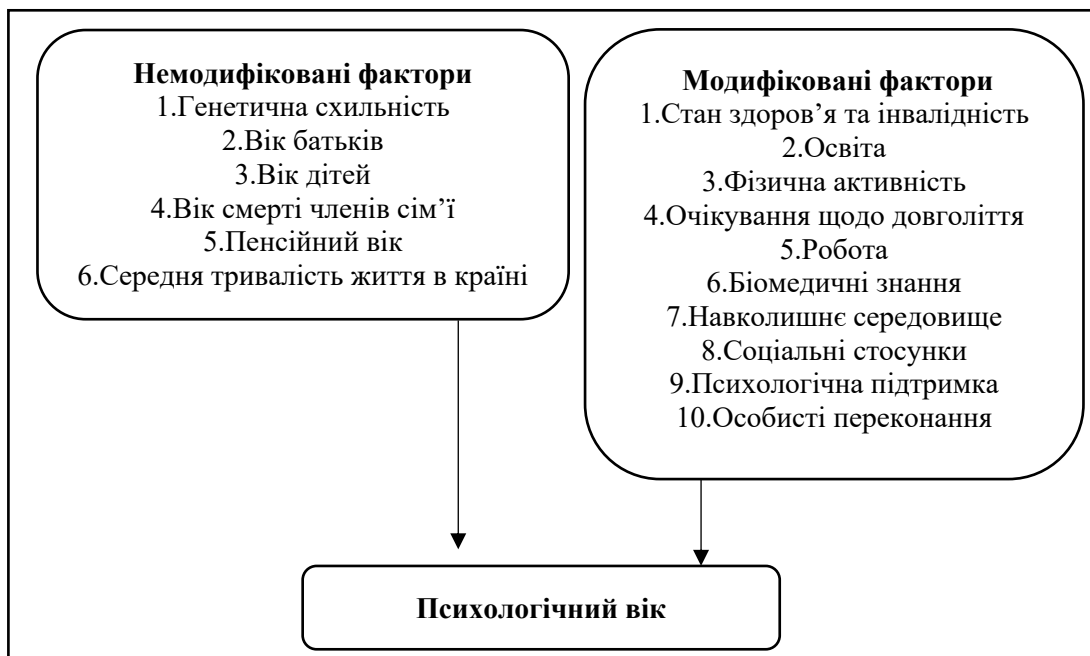 Немодифіковані фактори
1.Генетична схильність
2.Вік батьків
3.Вік дітей
4.Вік смерті членів сім’ї
5.Пенсійний вік
6.Середня тривалість життя в країні
Модифіковані фактори
1.Стан здоров’я та інвалідність
2.Освіта
3.Фізична активність
4.Очікування щодо довголіття
5.Робота
6.Біомедичні знання
7.Навколишнє середовище
8.Соціальні стосунки
9.Психологічна підтримка
10.Особисті переконання
Психологічний вік